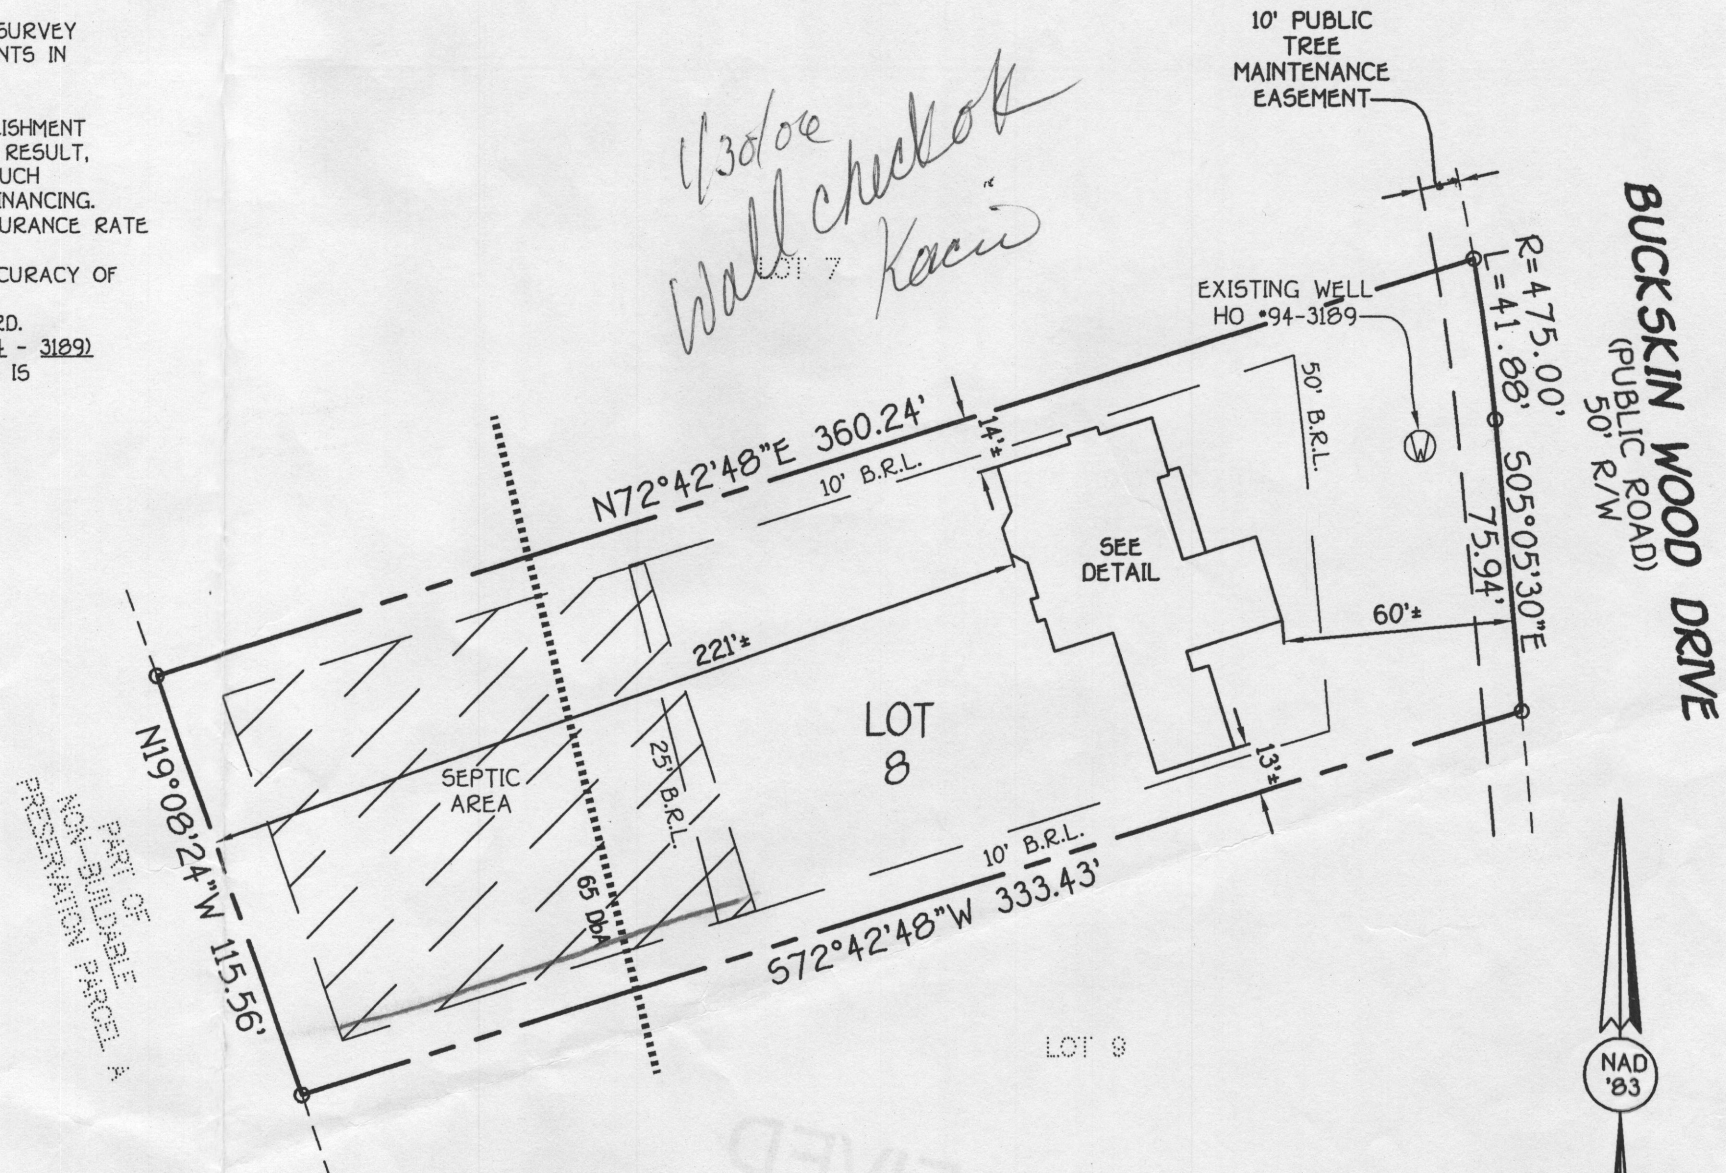 SURVEY
NTS IN
ISHMENT
RESULT,
UCH
INANCING.
URANCE RATE
CURACY OF
RD.
- 3189)
IS
1/30/06
Wall check ok
Kacie
LOT 7
10' PUBLIC
TREE
MAINTENANCE
EASEMENT
EXISTING WELL
HO *94-3189
W
R=475.00'
L=41.88'
S05°05'30"E
75.94'
BUCKSKIN WOOD DRIVE
(PUBLIC ROAD)
50' R/W
N72°42'48"E 360.24'
10' B.R.L.
14'±
50' B.R.L.
SEE
DETAIL
60'±
221'±
LOT
8
SEPTIC
AREA
25' B.R.L.
65 DbA
13'±
10' B.R.L.
S72°42'48"W 333.43'
N19°08'24"W 115.56'
PART OF
NON-BUILDABLE
PRESERVATION PARCEL A
LOT 9
NAD
'83